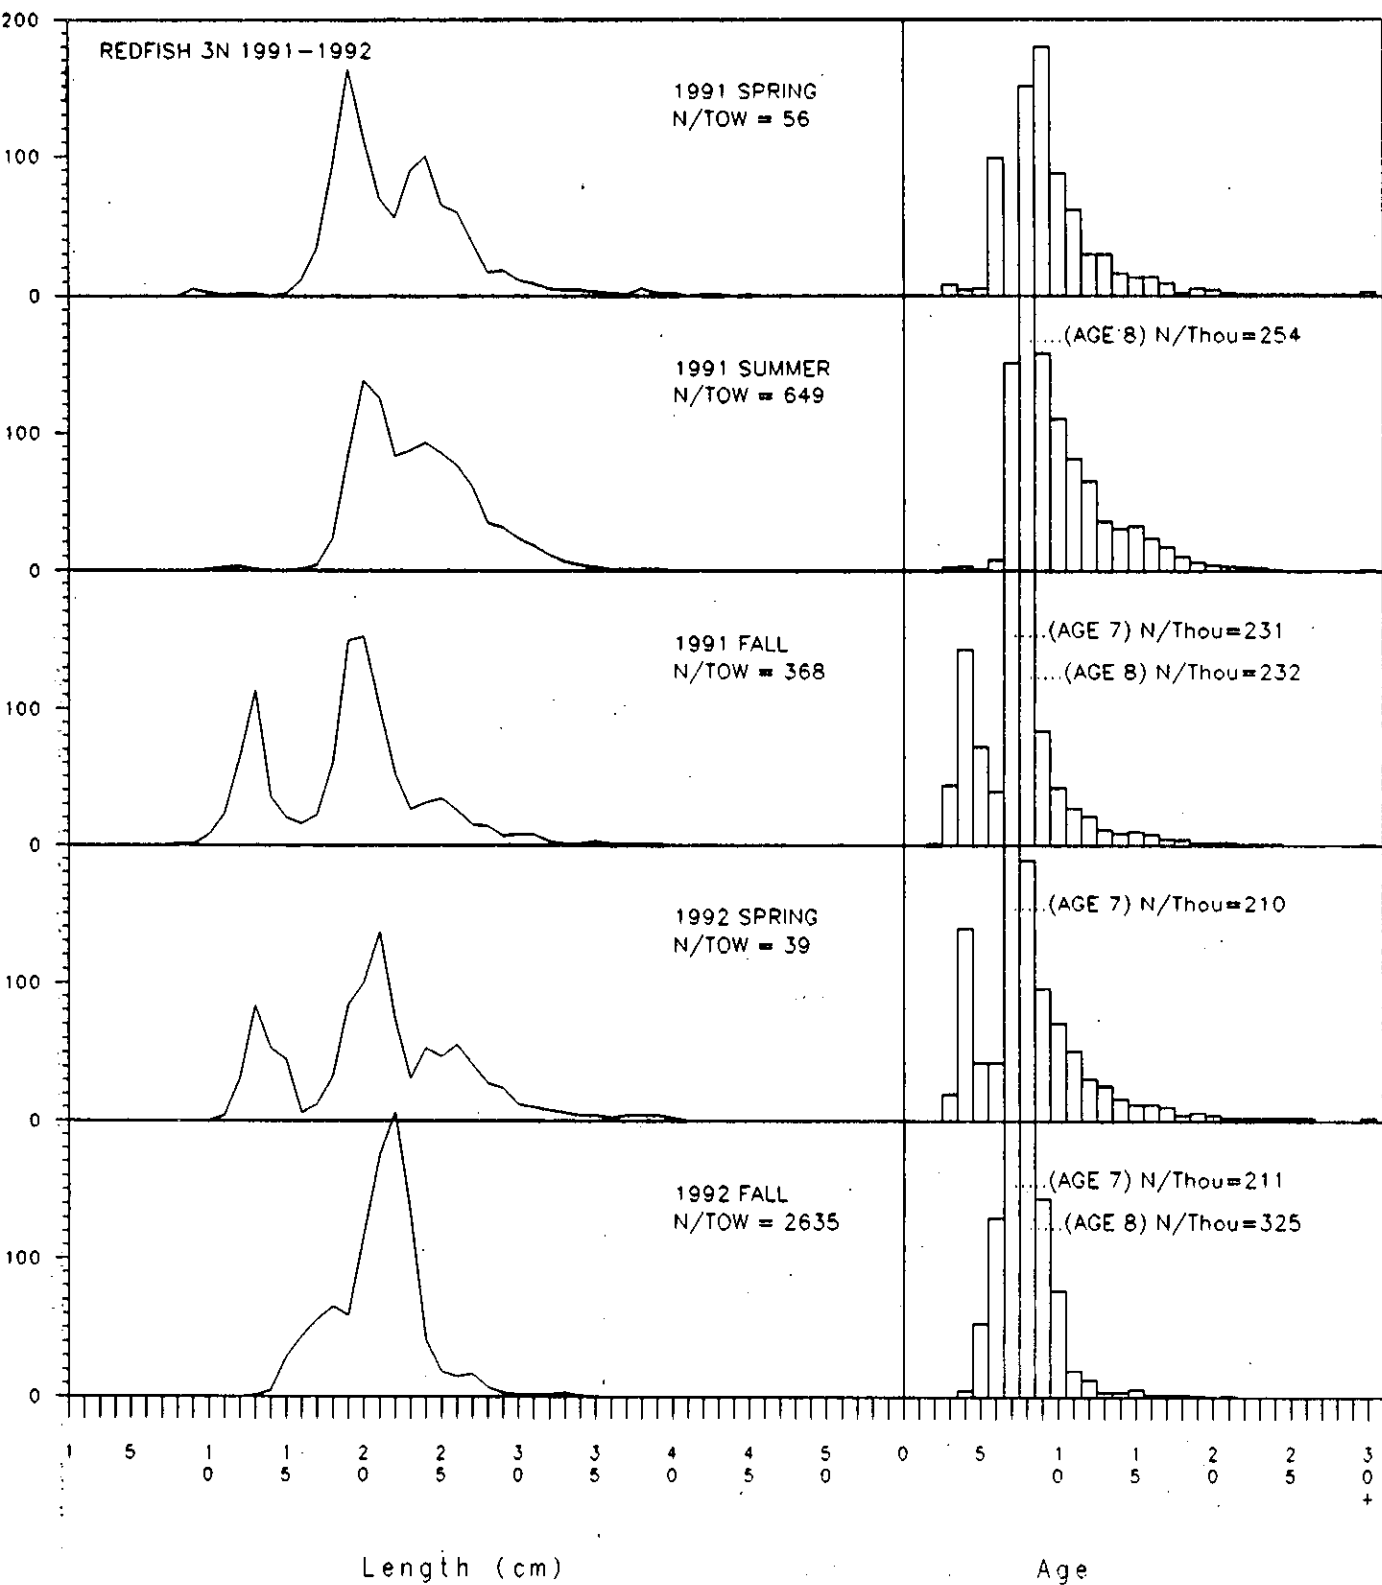 200
REDFISH 3N 1991-1992
1991 SPRING
N/TOW = 56
100
0
....(AGE 8) N/Thou=254
1991 SUMMER
N/TOW = 649
100
0
....(AGE 7) N/Thou=231
1991 FALL
N/TOW = 368
....(AGE 8) N/Thou=232
100
0
....(AGE 7) N/Thou=210
1992 SPRING
N/TOW = 39
100
0
....(AGE 7) N/Thou=211
1992 FALL
N/TOW = 2635
....(AGE 8) N/Thou=325
100
0
1 5 10 15 20 25 30 35 40 45 50 0 5 10 15 20 25 30+
Length (cm) Age